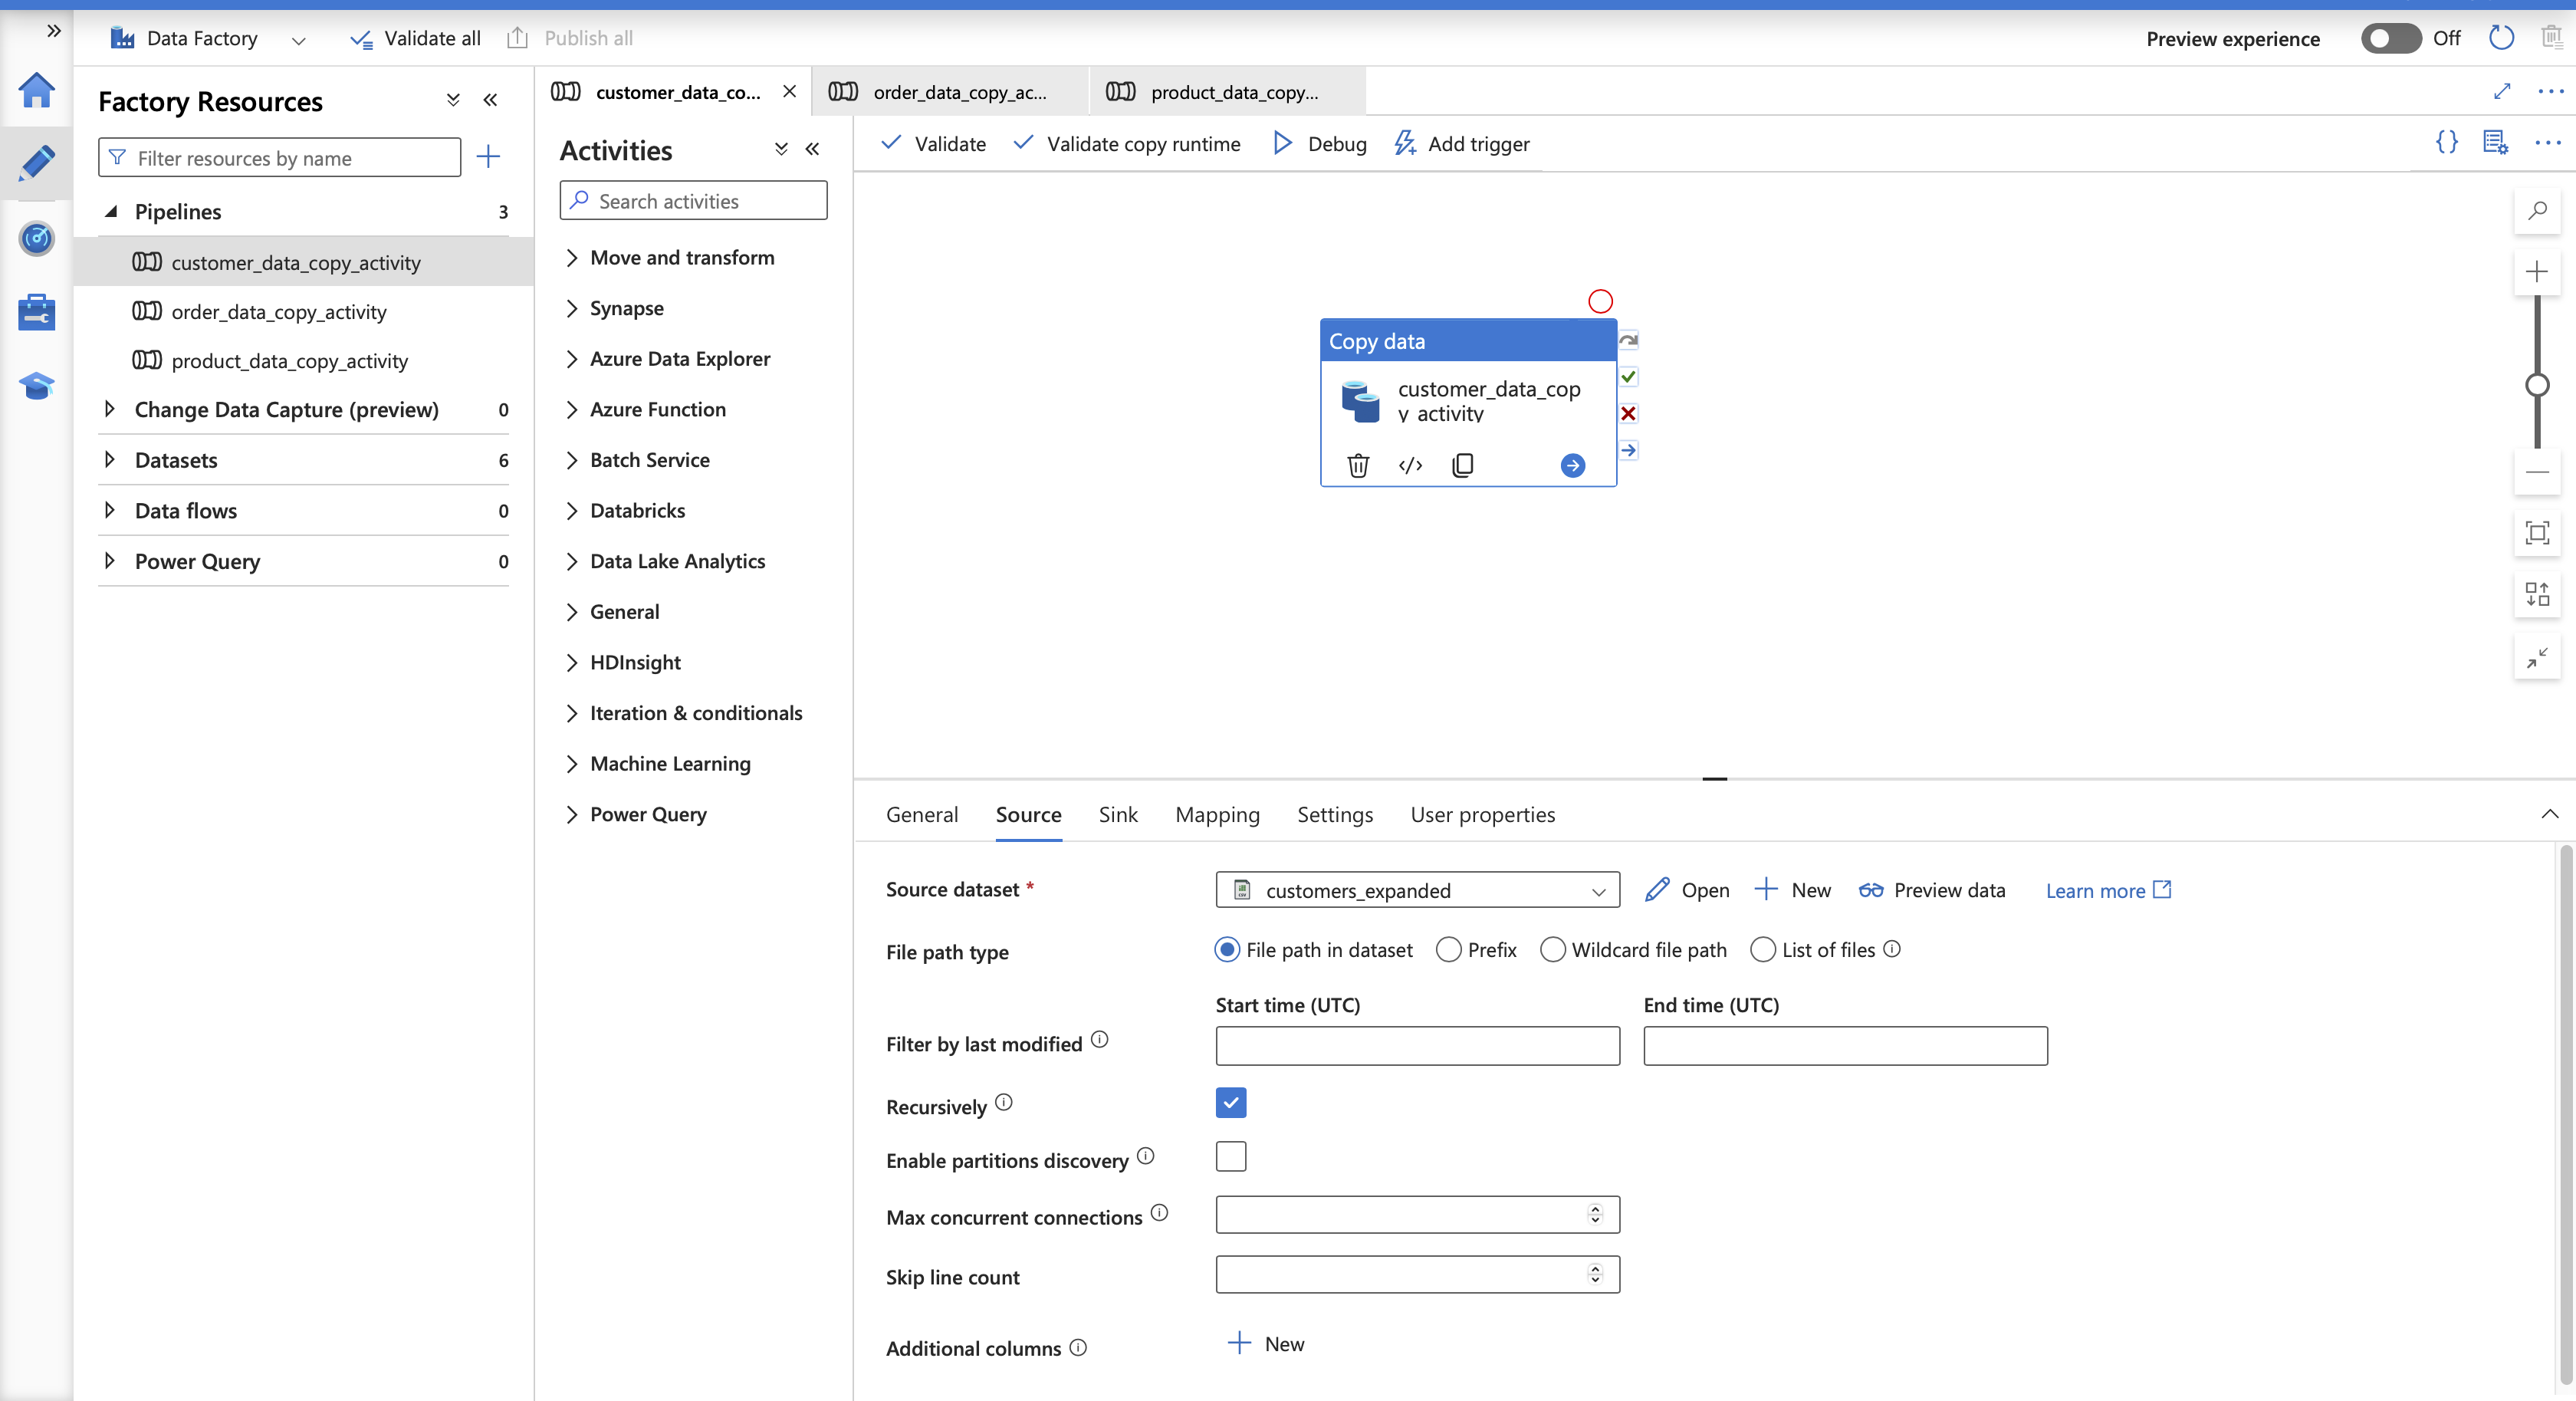 Data Factory
Validate all
Publish all
Preview experience
Off
Factory Resources
Filter resources by name
Pipelines 3
customer_data_copy_activity
order_data_copy_activity
product_data_copy_activity
Change Data Capture (preview) 0
Datasets 6
Data flows 0
Power Query 0
customer_data_co...
order_data_copy_ac...
product_data_copy...
Activities
Search activities
Move and transform
Synapse
Azure Data Explorer
Azure Function
Batch Service
Databricks
Data Lake Analytics
General
HDInsight
Iteration & conditionals
Machine Learning
Power Query
Validate
Validate copy runtime
Debug
Add trigger
Copy data
customer_data_cop
y_activity
General
Source
Sink
Mapping
Settings
User properties
Source dataset *
customers_expanded
Open
New
Preview data
Learn more
File path type
File path in dataset
Prefix
Wildcard file path
List of files
Start time (UTC)
End time (UTC)
Filter by last modified
Recursively
Enable partitions discovery
Max concurrent connections
Skip line count
Additional columns
New